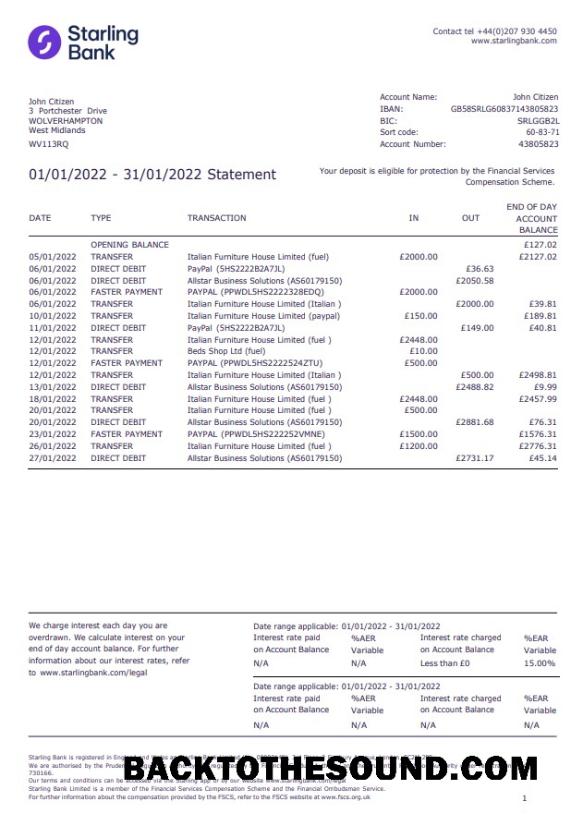 Starling
Bank
Contact tel +44(0)207 930 4450
www.starlingbank.com
John Citizen
3 Portchester Drive
WOLVERHAMPTON
West Midlands
WV113RQ
Account Name: John Citizen
IBAN: GB58SRLG60837143805823
BIC: SRLGGB2L
Sort code: 60-83-71
Account Number: 43805823
01/01/2022 - 31/01/2022 Statement
Your deposit is eligible for protection by the Financial Services
Compensation Scheme.
DATE TYPE TRANSACTION IN OUT END OF DAY
ACCOUNT
BALANCE
OPENING BALANCE £127.02
05/01/2022 TRANSFER Italian Furniture House Limited (fuel) £2000.00 £2127.02
06/01/2022 DIRECT DEBIT PayPal (5HS2222B2A7JL) £36.63
06/01/2022 DIRECT DEBIT Allstar Business Solutions (AS60179150) £2050.58
06/01/2022 FASTER PAYMENT PAYPAL (PPWDL5HS2222328EDQ) £2000.00
06/01/2022 TRANSFER Italian Furniture House Limited (Italian ) £2000.00 £39.81
10/01/2022 TRANSFER Italian Furniture House Limited (paypal) £150.00 £189.81
11/01/2022 DIRECT DEBIT PayPal (5HS2222B2A7JL) £149.00 £40.81
12/01/2022 TRANSFER Italian Furniture House Limited (fuel ) £2448.00
12/01/2022 TRANSFER Beds Shop Ltd (fuel) £10.00
12/01/2022 FASTER PAYMENT PAYPAL (PPWDL5HS2222524ZTU) £500.00
12/01/2022 TRANSFER Italian Furniture House Limited (Italian ) £500.00 £2498.81
13/01/2022 DIRECT DEBIT Allstar Business Solutions (AS60179150) £2488.82 £9.99
18/01/2022 TRANSFER Italian Furniture House Limited (fuel ) £2448.00 £2457.99
20/01/2022 TRANSFER Italian Furniture House Limited (fuel ) £500.00
20/01/2022 DIRECT DEBIT Allstar Business Solutions (AS60179150) £2881.68 £76.31
23/01/2022 FASTER PAYMENT PAYPAL (PPWDL5HS222252VMNE) £1500.00 £1576.31
26/01/2022 TRANSFER Italian Furniture House Limited (fuel ) £1200.00 £2776.31
27/01/2022 DIRECT DEBIT Allstar Business Solutions (AS60179150) £2731.17 £45.14
We charge interest each day you are
overdrawn. We calculate interest on your
end of day account balance. For further
information about our interest rates, refer
to www.starlingbank.com/legal
Date range applicable: 01/01/2022 - 31/01/2022
Interest rate paid %AER Interest rate charged %EAR
on Account Balance Variable on Account Balance Variable
N/A N/A Less than £0 15.00%
Date range applicable: 01/01/2022 - 31/01/2022
Interest rate paid %AER Interest rate charged %EAR
on Account Balance Variable on Account Balance Variable
N/A N/A N/A N/A
Starling Bank is registered in
We are authorised by the
730166.
BACKTOTHESOUND.COM
Our terms and conditions can be accessed via the Starling app or by our website www.starlingbank.com/legal
Starling Bank Limited is a member of the Financial Services Compensation Scheme and the Financial Ombudsman Service.
For further information about the compensation provided by the FSCS, refer to the FSCS website at www.fscs.org.uk
1